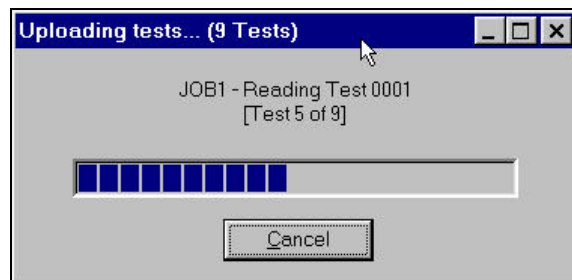 Uploading tests... (9 Tests)
JOB1 - Reading Test 0001
[Test 5 of 9]
Cancel